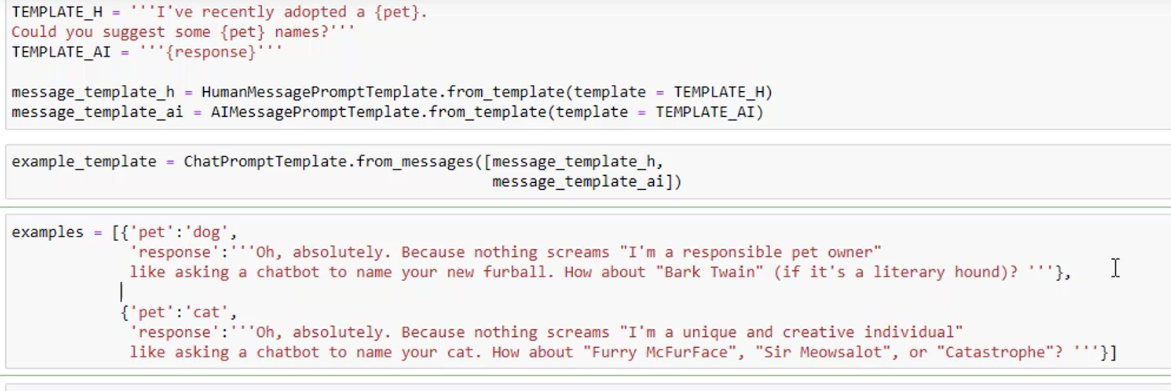 TEMPLATE_H = '''I've recently adopted a {pet}.
Could you suggest some {pet} names?'''
TEMPLATE_AI = '''{response}'''
message_template_h = HumanMessagePromptTemplate.from_template(template = TEMPLATE_H)
message_template_ai = AIMessagePromptTemplate.from_template(template = TEMPLATE_AI)
example_template = ChatPromptTemplate.from_messages([message_template_h,
message_template_ai])
examples = [{'pet':'dog',
'response':'''Oh, absolutely. Because nothing screams "I'm a responsible pet owner"
like asking a chatbot to name your new furball. How about "Bark Twain" (if it's a literary hound)? '''},
{'pet':'cat',
'response':'''Oh, absolutely. Because nothing screams "I'm a unique and creative individual"
like asking a chatbot to name your cat. How about "Furry McFurFace", "Sir Meowsalot", or "Catastrophe"? '''}]